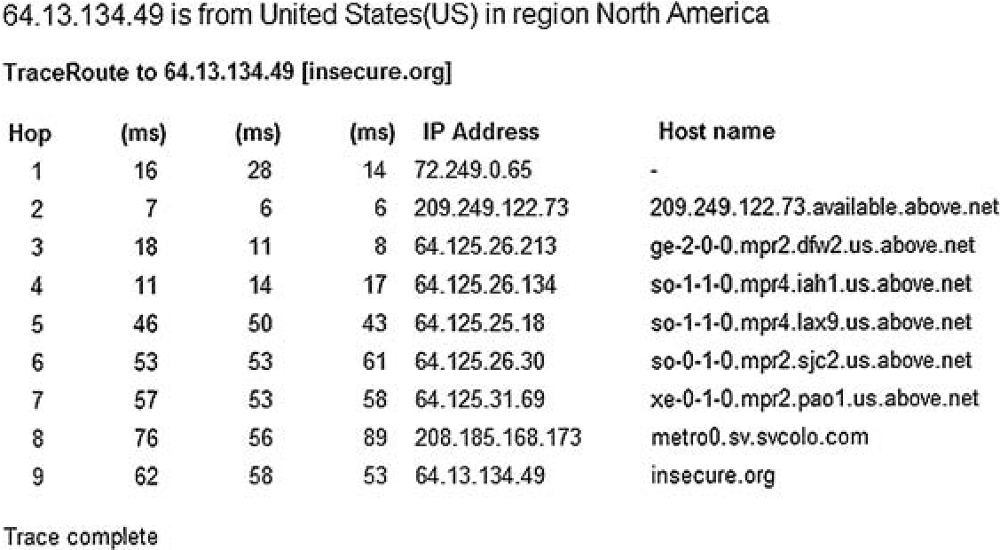 64.13.134.49 is from United States(US) in region North America
TraceRoute to 64.13.134.49 [insecure.org]
Hop (ms) (ms) (ms) IP Address Host name
1 16 28 14 72.249.0.65 -
2 7 6 6 209.249.122.73 209.249.122.73.available.above.net
3 18 11 8 64.125.26.213 ge-2-0-0.mpr2.dfw2.us.above.net
4 11 14 17 64.125.26.134 so-1-1-0.mpr4.iah1.us.above.net
5 46 50 43 64.125.25.18 so-1-1-0.mpr4.lax9.us.above.net
6 53 53 61 64.125.26.30 so-0-1-0.mpr2.sjc2.us.above.net
7 57 53 58 64.125.31.69 xe-0-1-0.mpr2.pao1.us.above.net
8 76 56 89 208.185.168.173 metro0.sv.svcolo.com
9 62 58 53 64.13.134.49 insecure.org
Trace complete